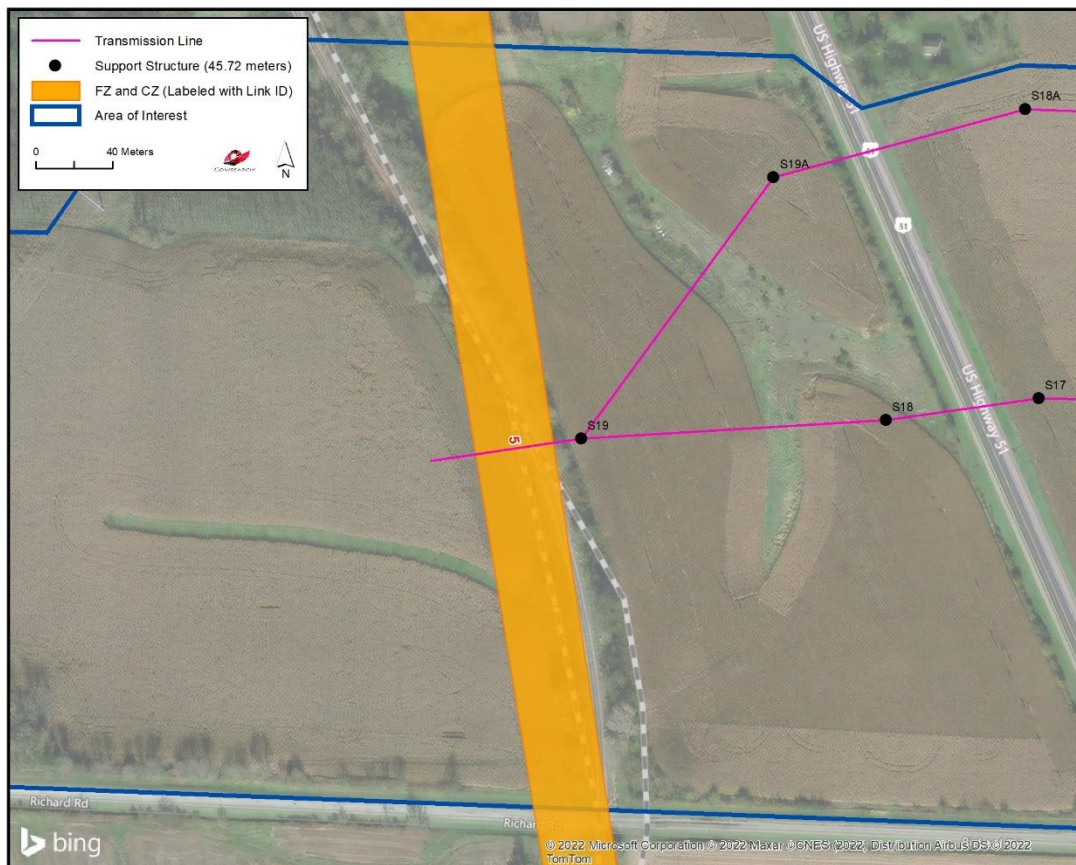 Transmission Line
Support Structure (45.72 meters)
FZ and CZ (Labeled with Link ID)
Area of Interest
0 40 Meters
COMSEARCH
N
US Highway 51
51
S18A
S19A
51
S17
S18
US Highway 51
S19
5
Richard Rd
Richard Rd
bing
© 2022 Microsoft Corporation © 2022 Maxar ©CNES (2022) Distribution Airbus DS © 2022
TomTom